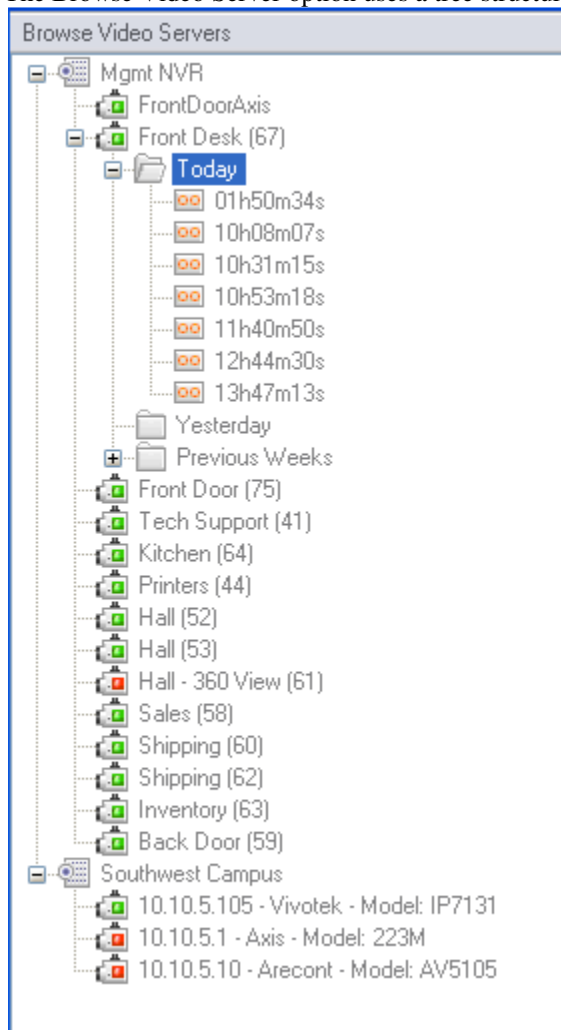 Browse Video Servers
Mgmt NVR
FrontDoorAxis
Front Desk (67)
Today
01h50m34s
10h08m07s
10h31m15s
10h53m18s
11h40m50s
12h44m30s
13h47m13s
Yesterday
Previous Weeks
Front Door (75)
Tech Support (41)
Kitchen (64)
Printers (44)
Hall (52)
Hall (53)
Hall - 360 View (61)
Sales (58)
Shipping (60)
Shipping (62)
Inventory (63)
Back Door (59)
Southwest Campus
10.10.5.105 - Vivotek - Model: IP7131
10.10.5.1 - Axis - Model: 223M
10.10.5.10 - Arecont - Model: AV5105